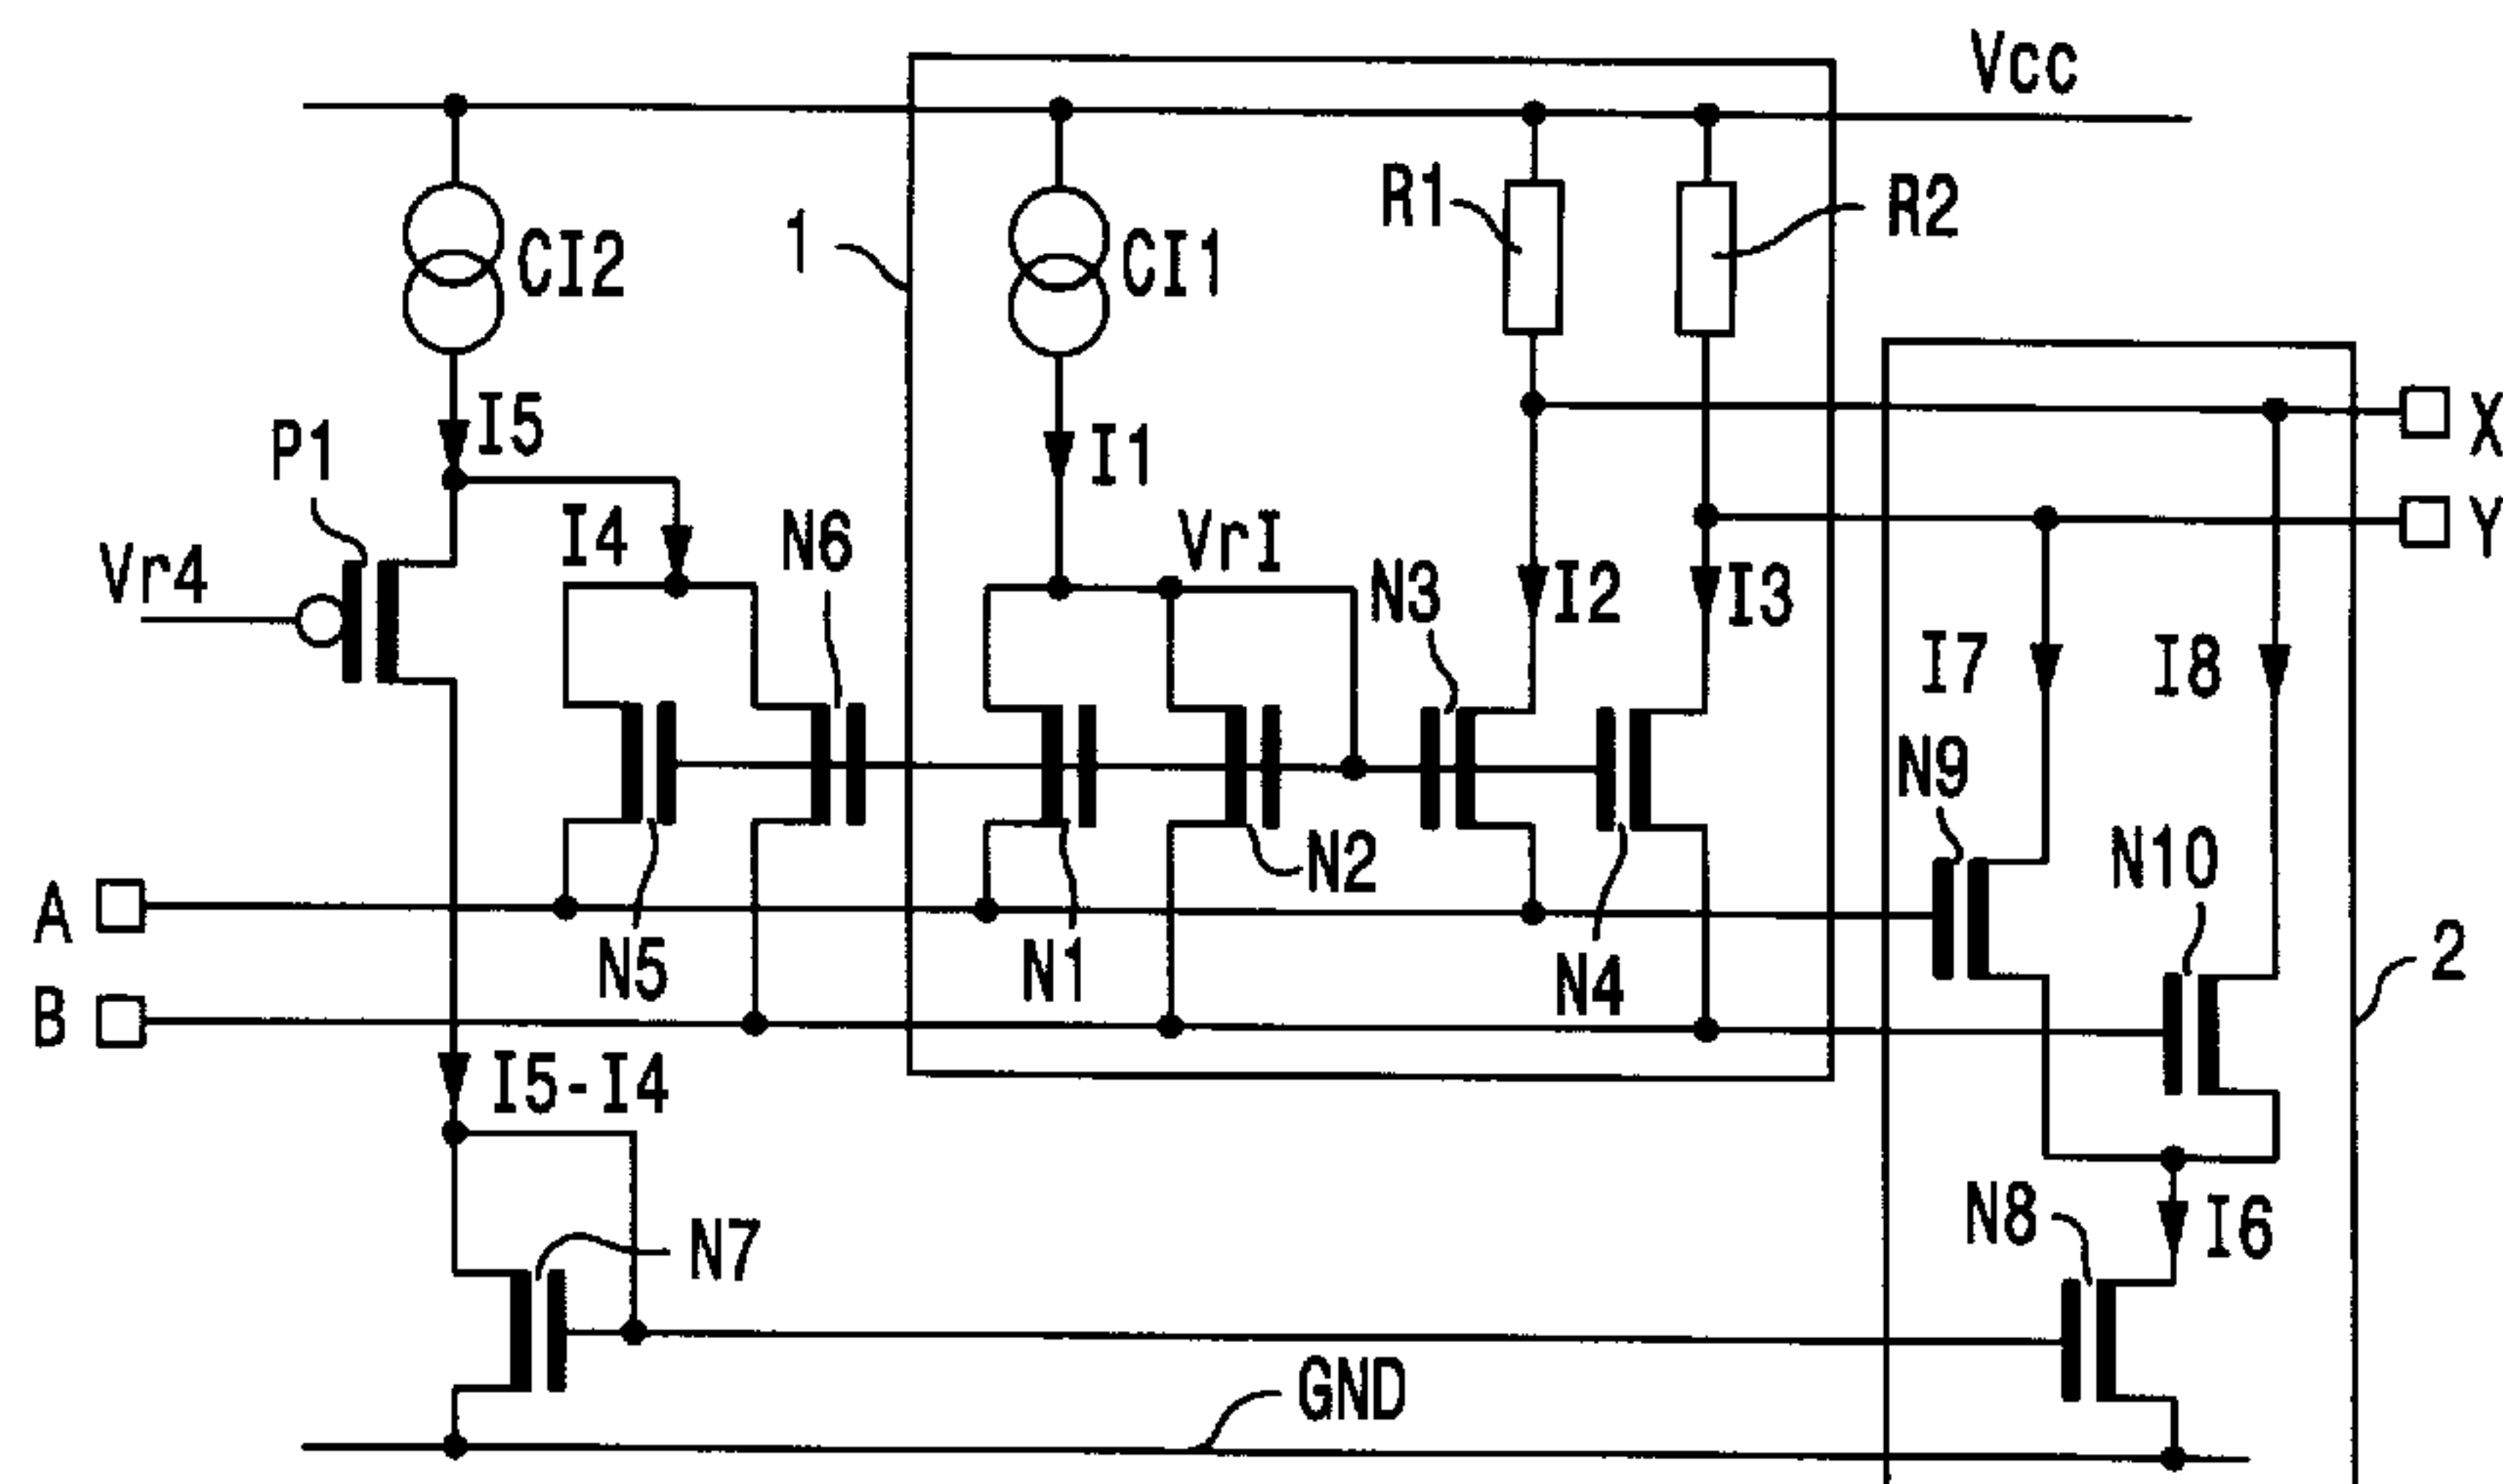 Vcc
R1
R2
1
CI2
CI1
I5
X
P1
I1
I4
N6
VrI
Y
Vr4
N3
I2
I3
I7
I8
N9
N10
N2
A
N5
N1
N4
2
B
I5-I4
N8
I6
N7
GND